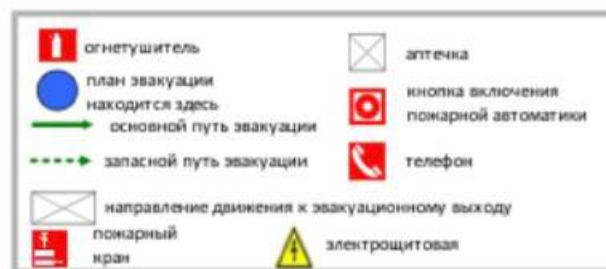 огнетушитель
аптечка
план эвакуации
находится здесь
кнопка включения
пожарной автоматики
основной путь эвакуации
запасной путь эвакуации
телефон
направление движения к эвакуационному выходу
пожарный
кран
электрощитовая